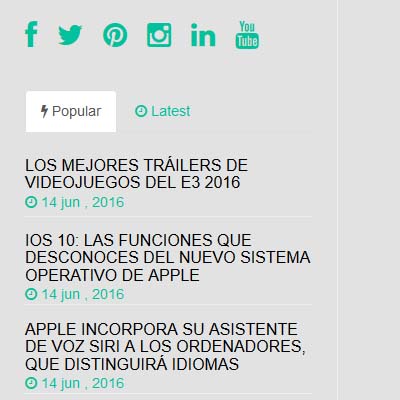 You
Tube
Popular
Latest
LOS MEJORES TRÁILERS DE
VIDEOJUEGOS DEL E3 2016
14 jun , 2016
IOS 10: LAS FUNCIONES QUE
DESCONOCES DEL NUEVO SISTEMA
OPERATIVO DE APPLE
14 jun , 2016
APPLE INCORPORA SU ASISTENTE
DE VOZ SIRI A LOS ORDENADORES,
QUE DISTINGUIRÁ IDIOMAS
14 jun , 2016